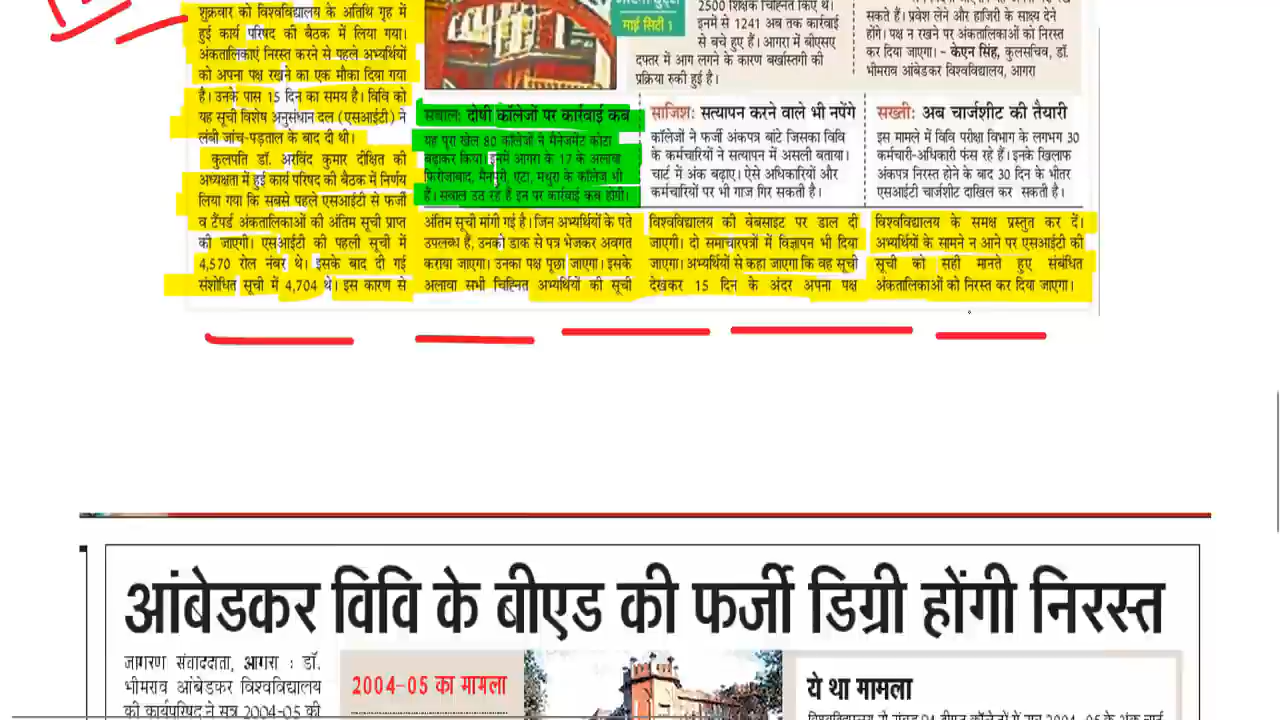 शुक्रवार को विश्वविद्यालय के अतिथि गृह में
हुई कार्य परिषद की बैठक में लिया गया।
अंकतालिकाएं निरस्त करने से पहले अभ्यर्थियों
को अपना पक्ष रखने का एक मौका दिया गया
है। उनके पास 15 दिन का समय है। विवि को
यह सूची विशेष अनुसंधान दल (एसआईटी) ने
लंबी जांच-पड़ताल के बाद दी थी।
कुलपति डॉ. अरविंद कुमार दीक्षित की
अध्यक्षता में हुई कार्य परिषद की बैठक में निर्णय
लिया गया कि सबसे पहले एसआईटी से फर्जी
व टैंपर्ड अंकतालिकाओं की अंतिम सूची प्राप्त
की जाएगी। एसआईटी की पहली सूची में
4,570 रोल नंबर थे। इसके बाद दी गई
संशोधित सूची में 4,704 थे। इस कारण से
माई सिटी 1
2500 शिक्षक चिह्नित किए थे।
इनमें से 1241 अब तक कार्रवाई
से बचे हुए हैं। आगरा में बीएसए
दफ्तर में आग लगने के कारण बर्खास्तगी की
प्रक्रिया रुकी हुई है।
सकते हैं। प्रवेश लेने और हाजिरी के साक्ष्य देने
होंगे। पक्ष न रखने पर अंकतालिकाओं को निरस्त
कर दिया जाएगा। - केएन सिंह, कुलसचिव, डॉ.
भीमराव आंबेडकर विश्वविद्यालय, आगरा
सवाल: दोषी कॉलेजों पर कार्रवाई कब
यह पूरा खेल 80 कॉलेजों ने मैनेजमेंट कोटा
बढ़ाकर किया। इनमें आगरा के 17 के अलावा
फिरोजाबाद, मैनपुरी, एटा, मथुरा के कॉलेज भी
हैं। सवाल उठ रहे हैं इन पर कार्रवाई कब होगी।
साजिश: सत्यापन करने वाले भी नपेंगे
कॉलेजों ने फर्जी अंकपत्र बांटे जिसका विवि
के कर्मचारियों ने सत्यापन में असली बताया।
चार्ट में अंक बढ़ाए। ऐसे अधिकारियों और
कर्मचारियों पर भी गाज गिर सकती है।
सख्ती: अब चार्जशीट की तैयारी
इस मामले में विवि परीक्षा विभाग के लगभग 30
कर्मचारी-अधिकारी फंस रहे हैं। इनके खिलाफ
अंकपत्र निरस्त होने के बाद 30 दिन के भीतर
एसआईटी चार्जशीट दाखिल कर सकती है।
अंतिम सूची मांगी गई है। जिन अभ्यर्थियों के पते
उपलब्ध हैं, उनको डाक से पत्र भेजकर अवगत
कराया जाएगा। उनका पक्ष पूछा जाएगा। इसके
अलावा सभी चिह्नित अभ्यर्थियों की सूची
विश्वविद्यालय की वेबसाइट पर डाल दी
जाएगी। दो समाचारपत्रों में विज्ञापन भी दिया
जाएगा। अभ्यर्थियों से कहा जाएगा कि वह सूची
देखकर 15 दिन के अंदर अपना पक्ष
विश्वविद्यालय के समक्ष प्रस्तुत कर दें।
अभ्यर्थियों के सामने न आने पर एसआईटी की
सूची को सही मानते हुए संबंधित
अंकतालिकाओं को निरस्त कर दिया जाएगा।
आंबेडकर विवि के बीएड की फर्जी डिग्री होंगी निरस्त
जागरण संवाददाता, आगरा : डॉ.
भीमराव आंबेडकर विश्वविद्यालय
की कार्यपरिषद ने सत्र 2004-05 की
2004-05 का मामला
ये था मामला